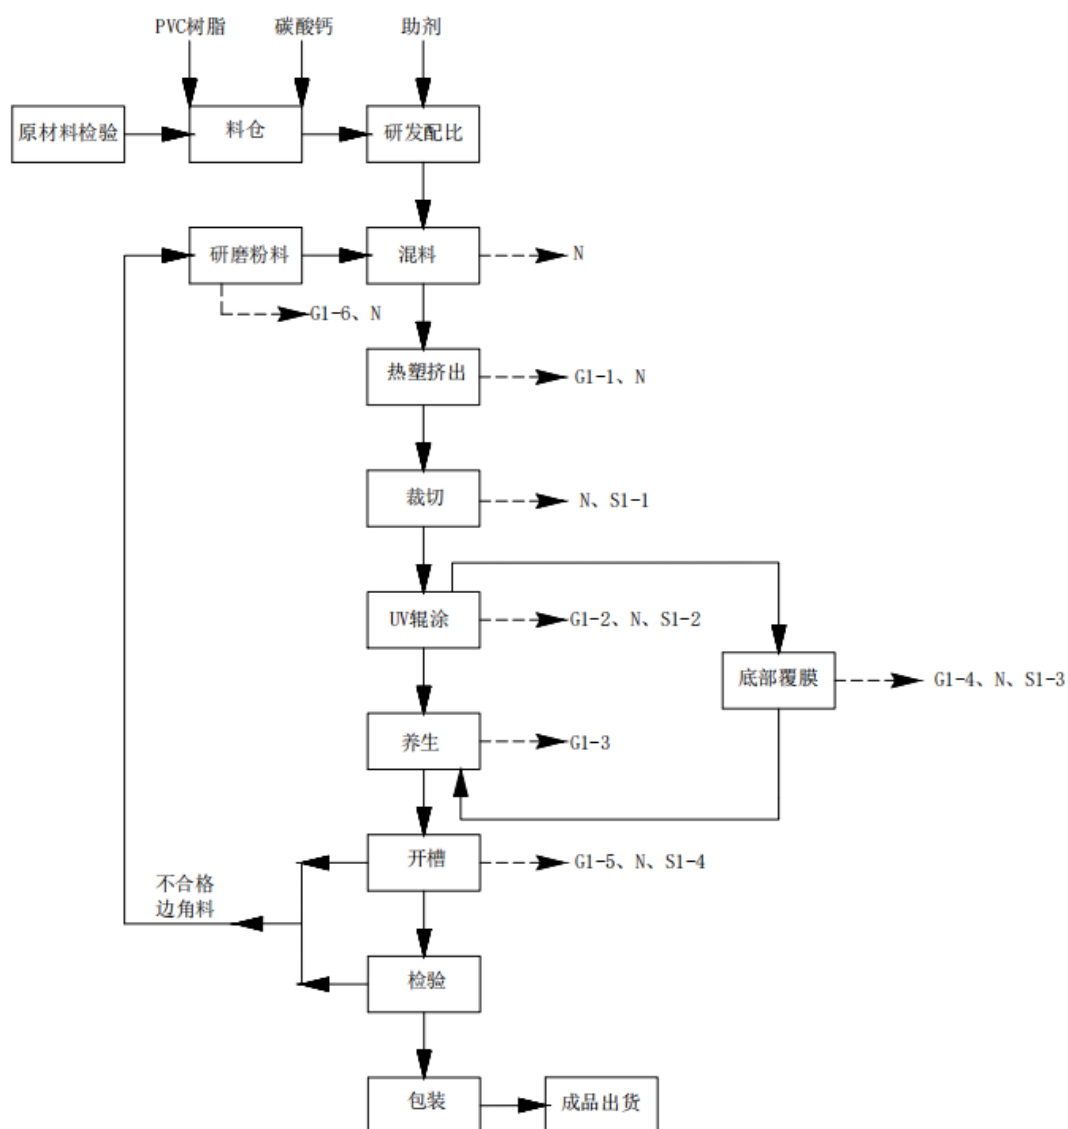 PVC树脂
碳酸钙
助剂
原材料检验
料仓
研发配比
研磨粉料
混料
N
G1-6、N
热塑挤出
G1-1、N
裁切
N、S1-1
UV辊涂
G1-2、N、S1-2
底部覆膜
G1-4、N、S1-3
养生
G1-3
开槽
G1-5、N、S1-4
不合格
边角料
检验
包装
成品出货